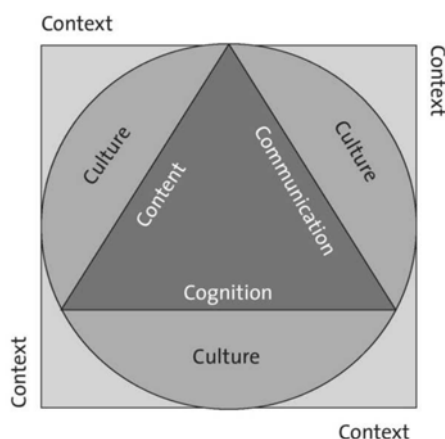 Context
Context
Culture
Culture
Content
Communication
Cognition
Culture
Context
Context